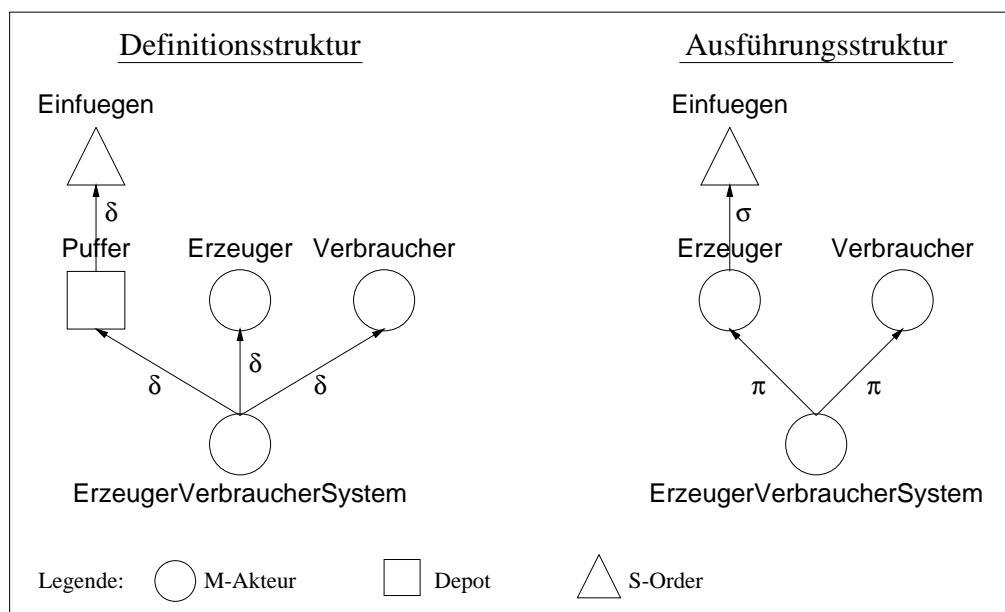 Definitionsstruktur
Einfuegen
δ
Puffer Erzeuger Verbraucher
δ δ δ
ErzeugerVerbraucherSystem
Ausführungsstruktur
Einfuegen
σ
Erzeuger Verbraucher
π π
ErzeugerVerbraucherSystem
Legende: M-Akteur Depot S-Order